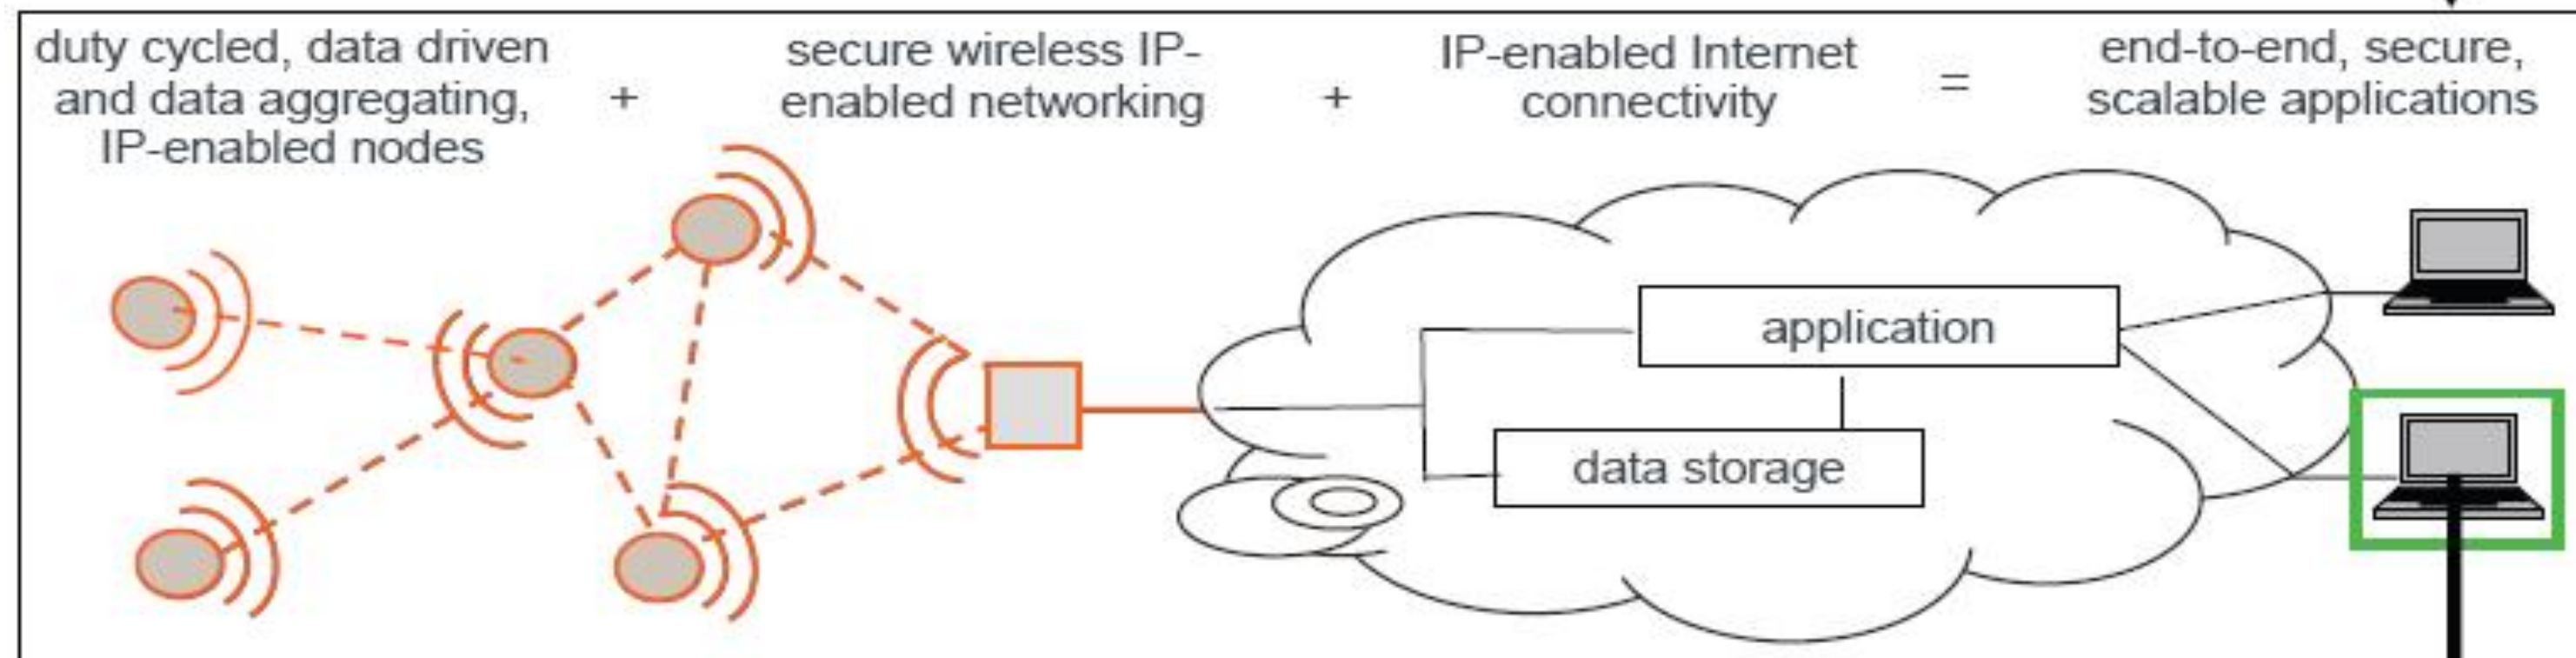 duty cycled, data driven
and data aggregating,
IP-enabled nodes
+
secure wireless IP-
enabled networking
+
IP-enabled Internet
connectivity
=
end-to-end, secure,
scalable applications
application
data storage